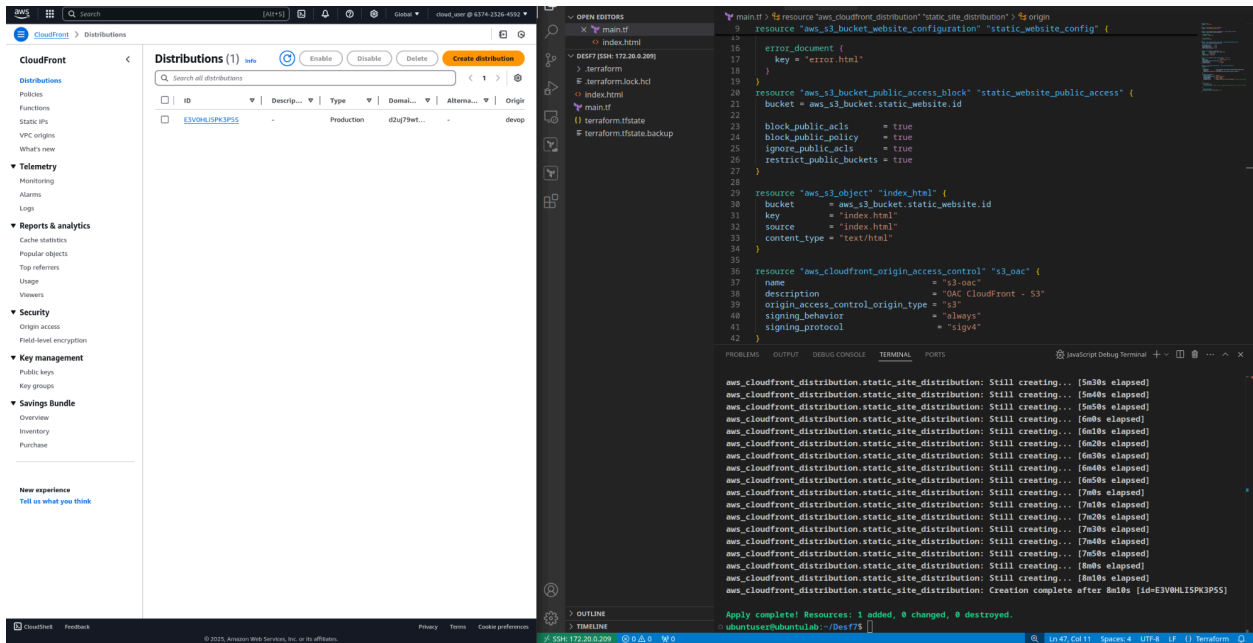 aws
Search
[Alt+S]
Global ▼
cloud_user @ 6374-2326-4592 ▼
CloudFront > Distributions
CloudFront
Distributions
Policies
Functions
Static IPs
VPC origins
What's new
▼ Telemetry
Monitoring
Alarms
Logs
▼ Reports & analytics
Cache statistics
Popular objects
Top referrers
Usage
Viewers
▼ Security
Origin access
Field-level encryption
▼ Key management
Public keys
Key groups
▼ Savings Bundle
Overview
Inventory
Purchase
New experience
Tell us what you think
Distributions (1) Info
Enable
Disable
Delete
Create distribution
Search all distributions
< 1 >
ID
Descrip...
Type
Domai...
Alterna...
Origin
E3V0HLI5PK3P5S
-
Production
d2uj79wt...
-
devop
CloudShell Feedback
Privacy Terms Cookie preferences
© 2025, Amazon Web Services, Inc. or its affiliates.
OPEN EDITORS
main.tf
index.html
DESF7 [SSH: 172.20.0.209]
.terraform
.terraform.lock.hcl
index.html
main.tf
terraform.tfstate
terraform.tfstate.backup
OUTLINE
TIMELINE
main.tf > resource "aws_cloudfront_distribution" "static_site_distribution" > origin
9 resource "aws_s3_bucket_website_configuration" "static_website_config" {
15
16 error_document {
17 key = "error.html"
18 }
19 }
20 resource "aws_s3_bucket_public_access_block" "static_website_public_access" {
21 bucket = aws_s3_bucket.static_website.id
22
23 block_public_acls = true
24 block_public_policy = true
25 ignore_public_acls = true
26 restrict_public_buckets = true
27 }
28
29 resource "aws_s3_object" "index_html" {
30 bucket = aws_s3_bucket.static_website.id
31 key = "index.html"
32 source = "index.html"
33 content_type = "text/html"
34 }
35
36 resource "aws_cloudfront_origin_access_control" "s3_oac" {
37 name = "s3-oac"
38 description = "OAC CloudFront - S3"
39 origin_access_control_origin_type = "s3"
40 signing_behavior = "always"
41 signing_protocol = "sigv4"
42 }
PROBLEMS OUTPUT DEBUG CONSOLE TERMINAL PORTS
JavaScript Debug Terminal
aws_cloudfront_distribution.static_site_distribution: Still creating... [5m30s elapsed]
aws_cloudfront_distribution.static_site_distribution: Still creating... [5m40s elapsed]
aws_cloudfront_distribution.static_site_distribution: Still creating... [5m50s elapsed]
aws_cloudfront_distribution.static_site_distribution: Still creating... [6m0s elapsed]
aws_cloudfront_distribution.static_site_distribution: Still creating... [6m10s elapsed]
aws_cloudfront_distribution.static_site_distribution: Still creating... [6m20s elapsed]
aws_cloudfront_distribution.static_site_distribution: Still creating... [6m30s elapsed]
aws_cloudfront_distribution.static_site_distribution: Still creating... [6m40s elapsed]
aws_cloudfront_distribution.static_site_distribution: Still creating... [6m50s elapsed]
aws_cloudfront_distribution.static_site_distribution: Still creating... [7m0s elapsed]
aws_cloudfront_distribution.static_site_distribution: Still creating... [7m10s elapsed]
aws_cloudfront_distribution.static_site_distribution: Still creating... [7m20s elapsed]
aws_cloudfront_distribution.static_site_distribution: Still creating... [7m30s elapsed]
aws_cloudfront_distribution.static_site_distribution: Still creating... [7m40s elapsed]
aws_cloudfront_distribution.static_site_distribution: Still creating... [7m50s elapsed]
aws_cloudfront_distribution.static_site_distribution: Still creating... [8m0s elapsed]
aws_cloudfront_distribution.static_site_distribution: Still creating... [8m10s elapsed]
aws_cloudfront_distribution.static_site_distribution: Creation complete after 8m10s [id=E3V0HLI5PK3P5S]
Apply complete! Resources: 1 added, 0 changed, 0 destroyed.
ubuntuser@ubuntulab:~/Desf7$
SSH: 172.20.0.209 0 0 0
Ln 47, Col 11 Spaces: 4 UTF-8 LF {} Terraform